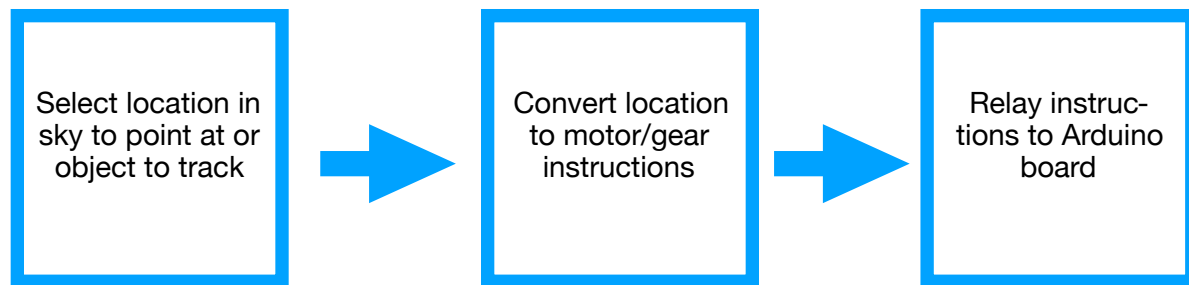 Select location in
sky to point at or
object to track
Convert location
to motor/gear
instructions
Relay instruc-
tions to Arduino
board